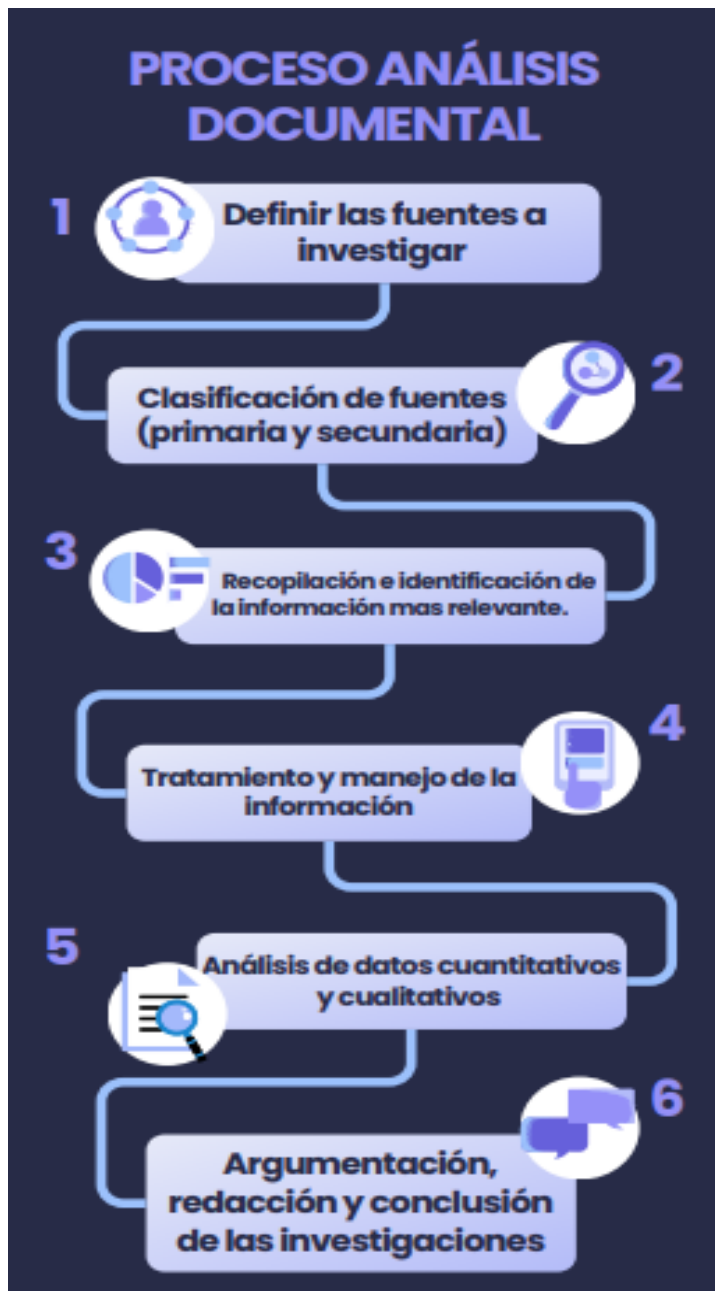 PROCESO ANÁLISIS
DOCUMENTAL
1
Definir las fuentes a
investigar
2
Clasificación de fuentes
(primaria y secundaria)
3
Recopilación e identificación de
la información mas relevante.
4
Tratamiento y manejo de la
información
5
Análisis de datos cuantitativos
y cualitativos
6
Argumentación,
redacción y conclusión
de las investigaciones